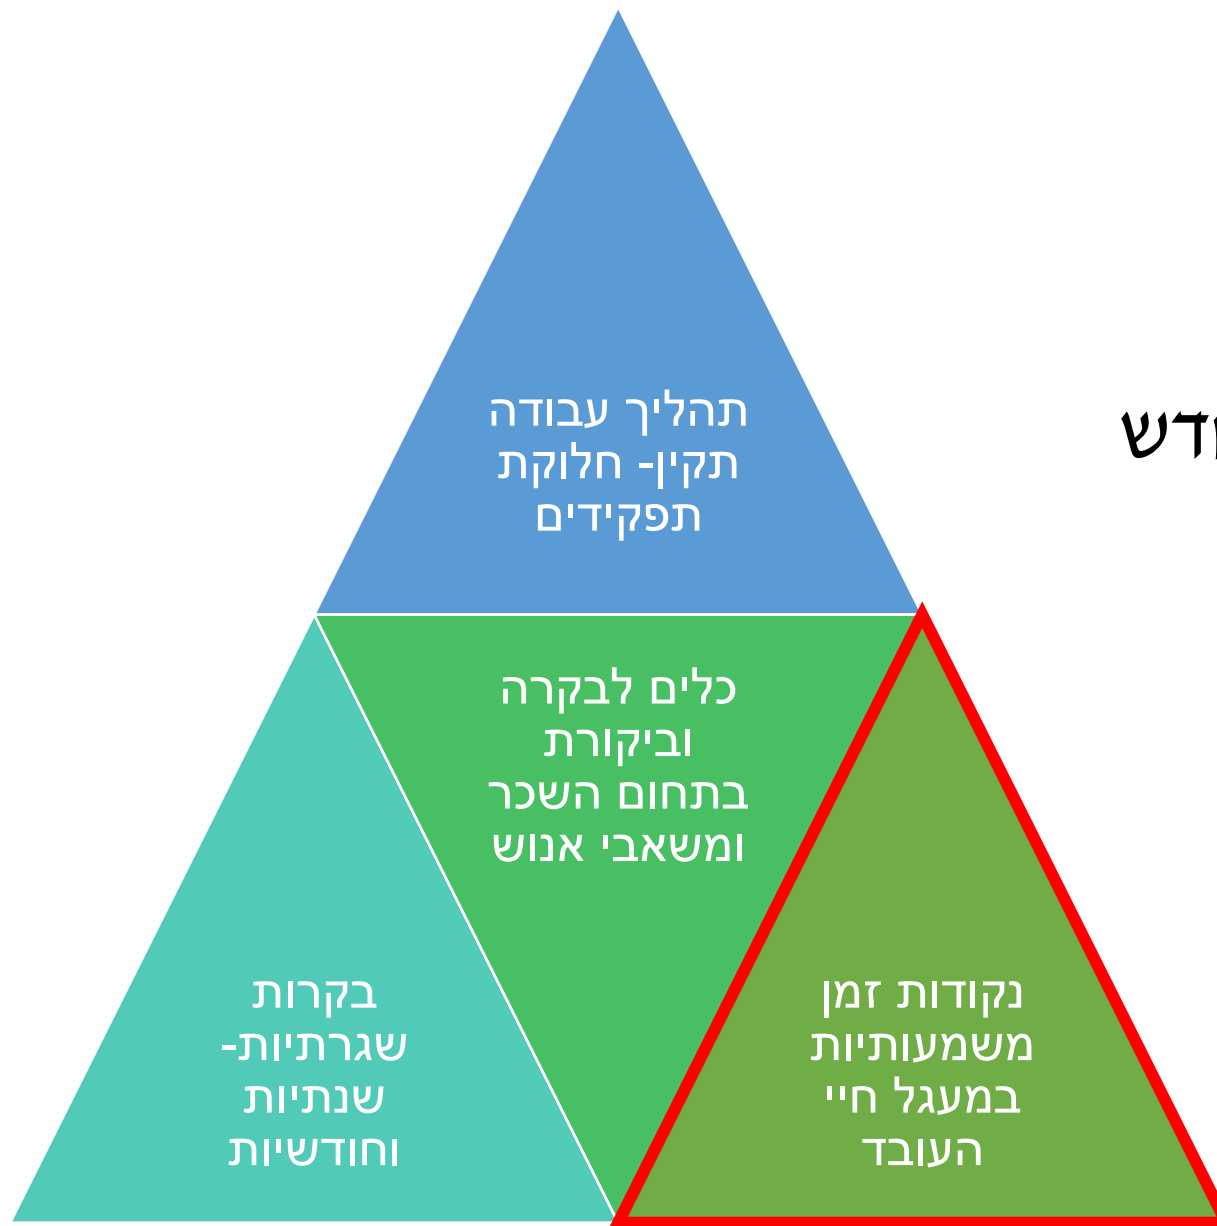 תהליך עבודה
תקין- חלוקת
תפקידים
כלים לבקרה
וביקורת
בתחום השכר
ומשאבי אנוש
נקודות זמן
משמעותיות
במעגל חיי
העובד
בקרות
שגרתיות-
שנתיות
וחודשיות